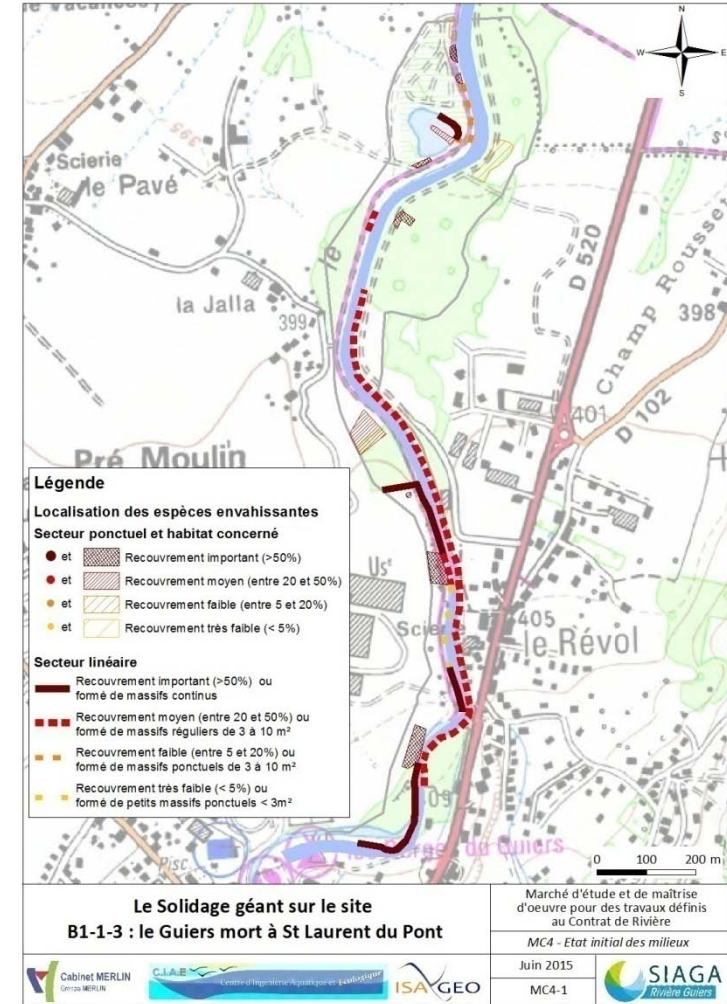 N
W
E
S
395
Scierie
le Pavé
le
D 520
Champ Rousse
398
la Jalla
399
401
D 102
Pré Moulin
Us
405
Scie
le Révol
Pisc
du Guiers
0 100 200 m
Légende
Localisation des espèces envahissantes
Secteur ponctuel et habitat concerné
et Recouvrement important (>50%)
et Recouvrement moyen (entre 20 et 50%)
et Recouvrement faible (entre 5 et 20%)
et Recouvrement très faible (< 5%)
Secteur linéaire
Recouvrement important (>50%) ou
formé de massifs continus
Recouvrement moyen (entre 20 et 50%) ou
formé de massifs réguliers de 3 à 10 m²
Recouvrement faible (entre 5 et 20%) ou
formé de massifs ponctuels de 3 à 10 m²
Recouvrement très faible (< 5%) ou
formé de petits massifs ponctuels < 3m²
Le Solidage géant sur le site
B1-1-3 : le Guiers mort à St Laurent du Pont
Marché d'étude et de maîtrise
d'oeuvre pour des travaux définis
au Contrat de Rivière
MC4 - Etat initial des milieux
Juin 2015
MC4-1
Cabinet MERLIN
Groupe MERLIN
C.I.A.E
Centre d'Ingénierie Aquatique et Ecologique
ISA GEO
SIAGA
Rivière Guiers